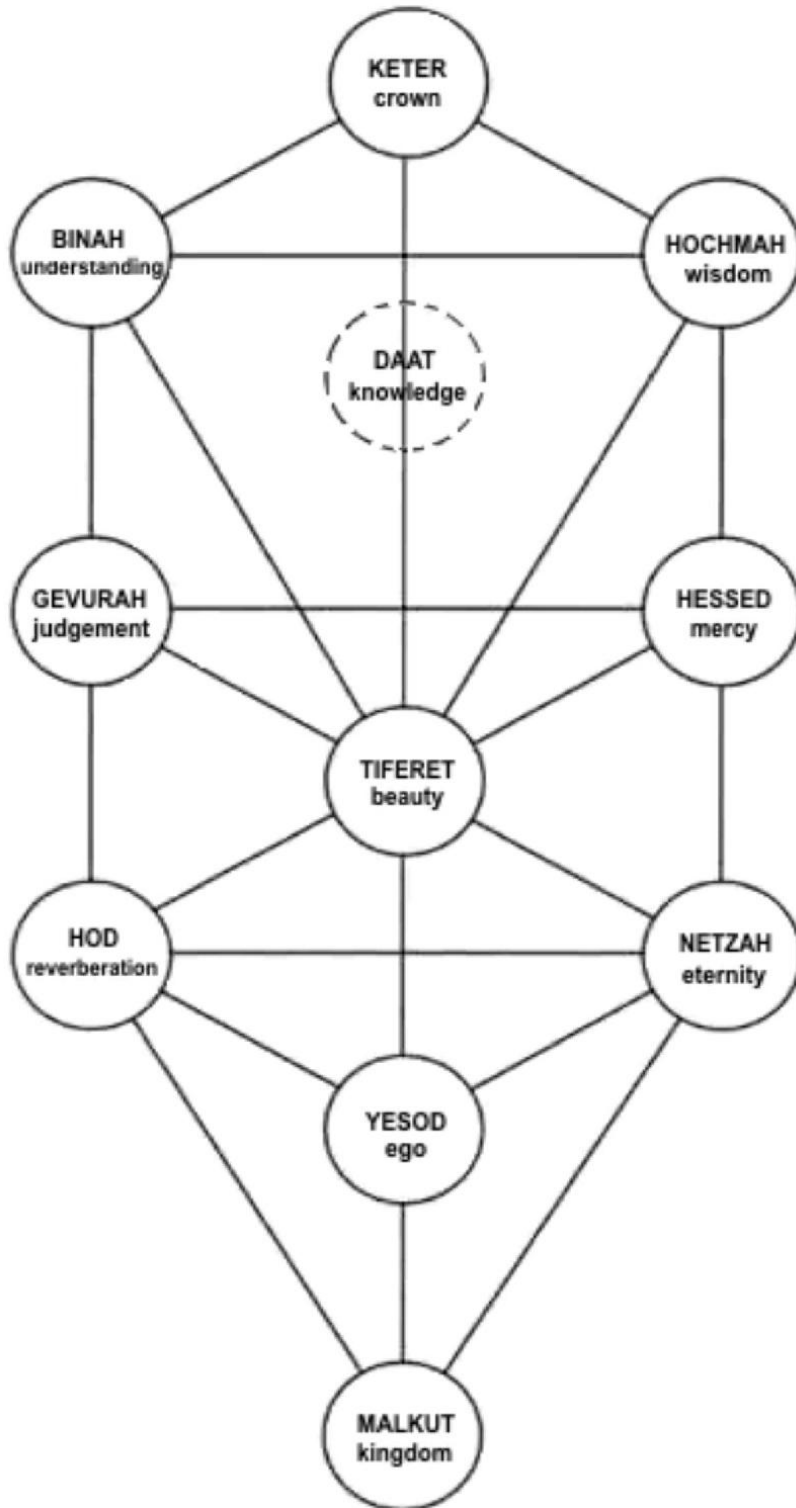 KETER
crown
BINAH
understanding
HOCHMAH
wisdom
DAAT
knowledge
GEVURAH
judgement
HESSED
mercy
TIFERET
beauty
HOD
reverberation
NETZAH
eternity
YESOD
ego
MALKUT
kingdom